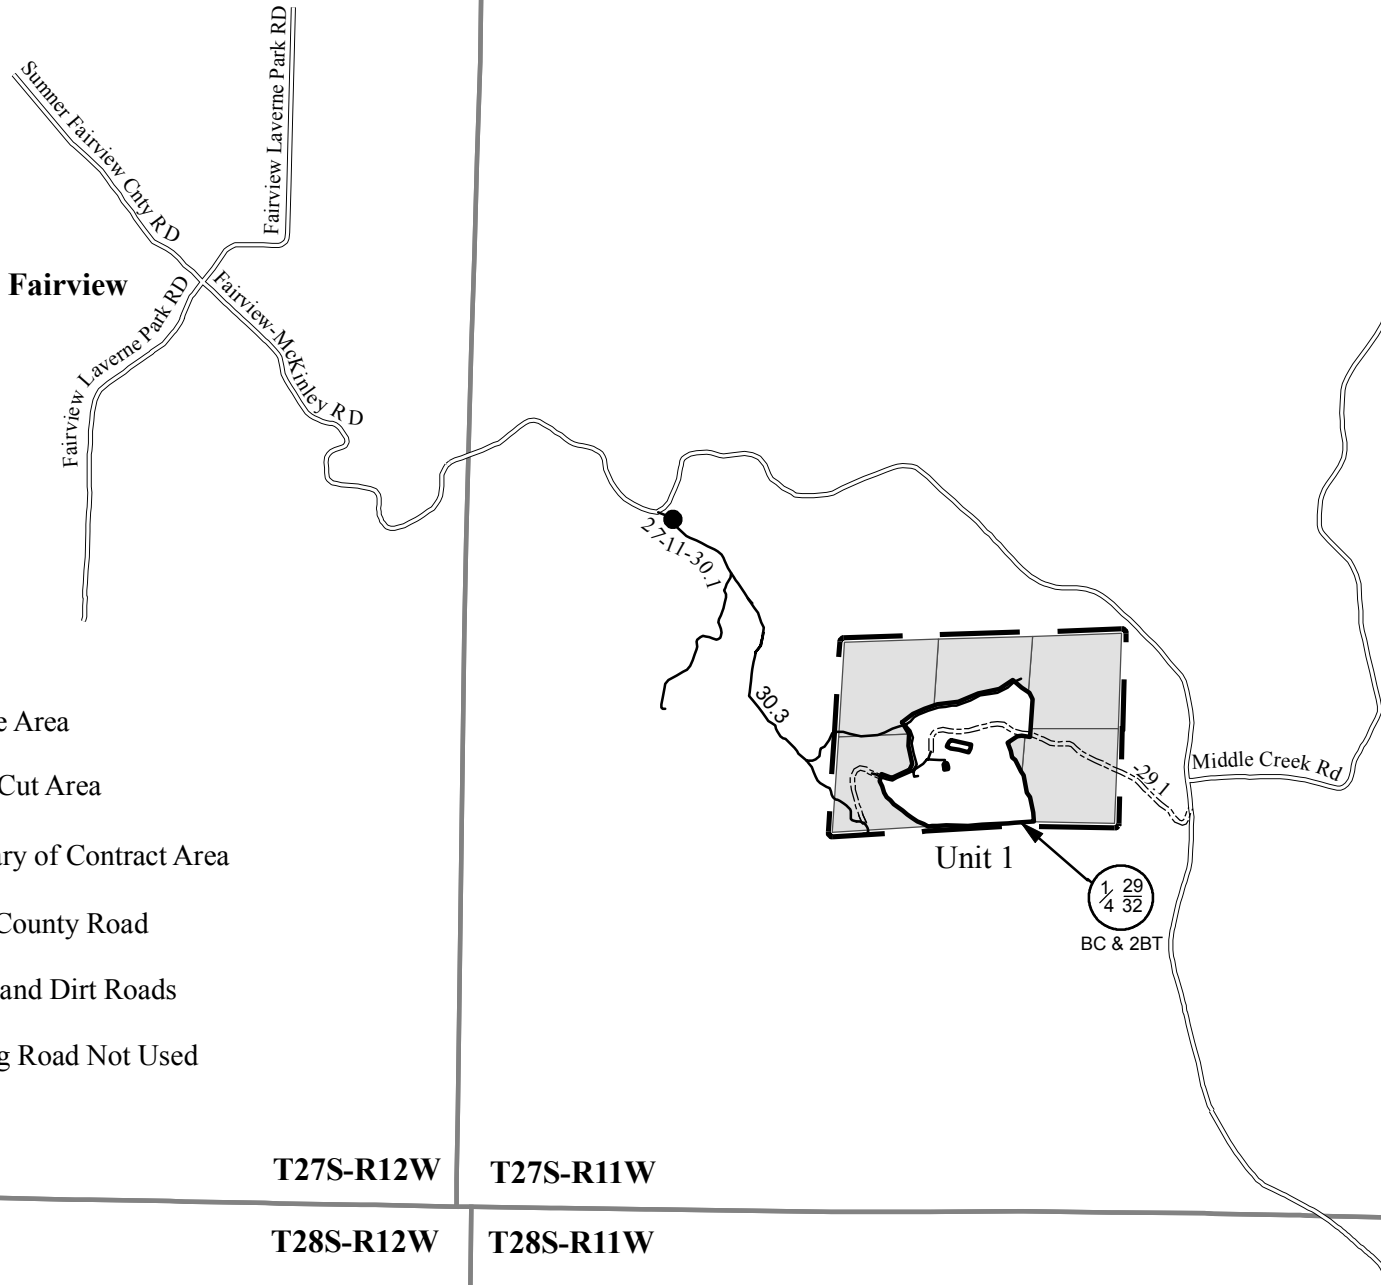 Fairview Laverne Park RD
Sumner Fairview Cnty RD
Fairview
Fairview Laverne Park RD
Fairview-McKinley RD
27-11-30.1
30.3
-29.1
Middle Creek Rd
Unit 1
1/4 29/32
BC & 2BT
e Area
Cut Area
ary of Contract Area
County Road
and Dirt Roads
g Road Not Used
T27S-R12W T27S-R11W
T28S-R12W T28S-R11W